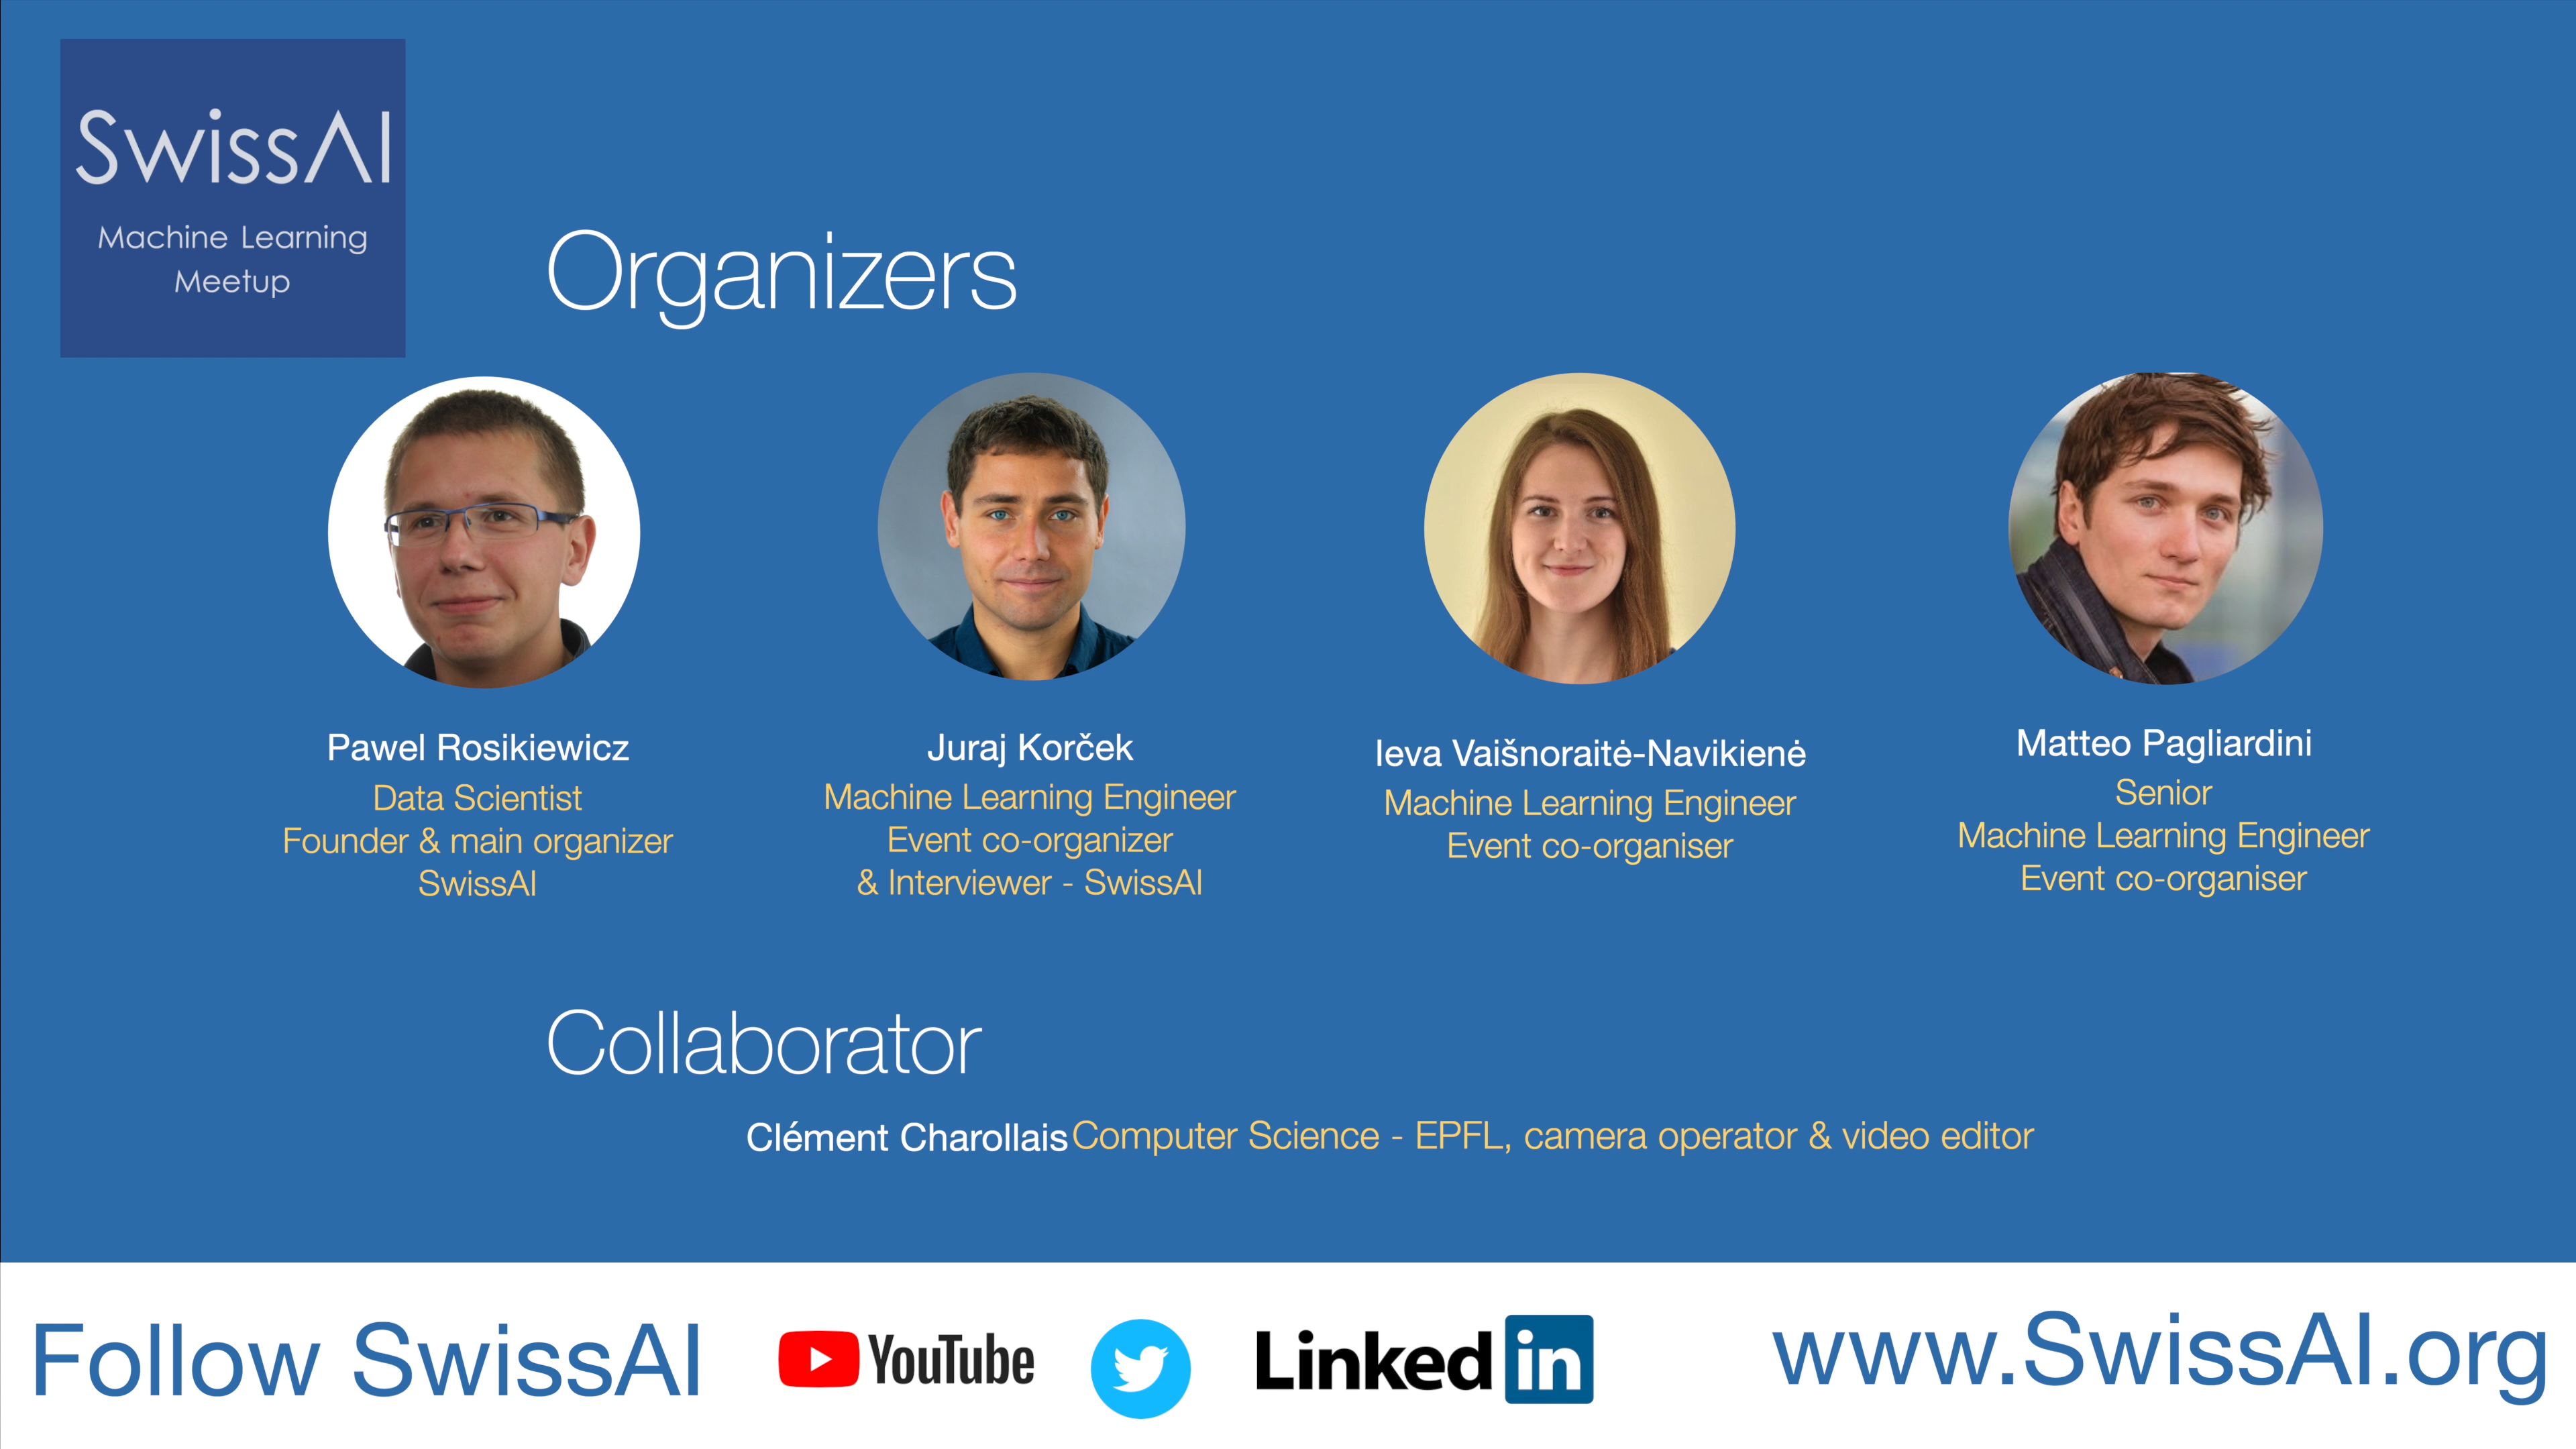 SwissAI
Machine Learning
Meetup
Organizers
Pawel Rosikiewicz
Data Scientist
Founder & main organizer
SwissAI
Juraj Korček
Machine Learning Engineer
Event co-organizer
& Interviewer - SwissAI
Ieva Vaišnoraitė-Navikienė
Machine Learning Engineer
Event co-organiser
Matteo Pagliardini
Senior
Machine Learning Engineer
Event co-organiser
Collaborator
Clément Charollais Computer Science - EPFL, camera operator & video editor
Follow SwissAI YouTube Linked in www.SwissAI.org